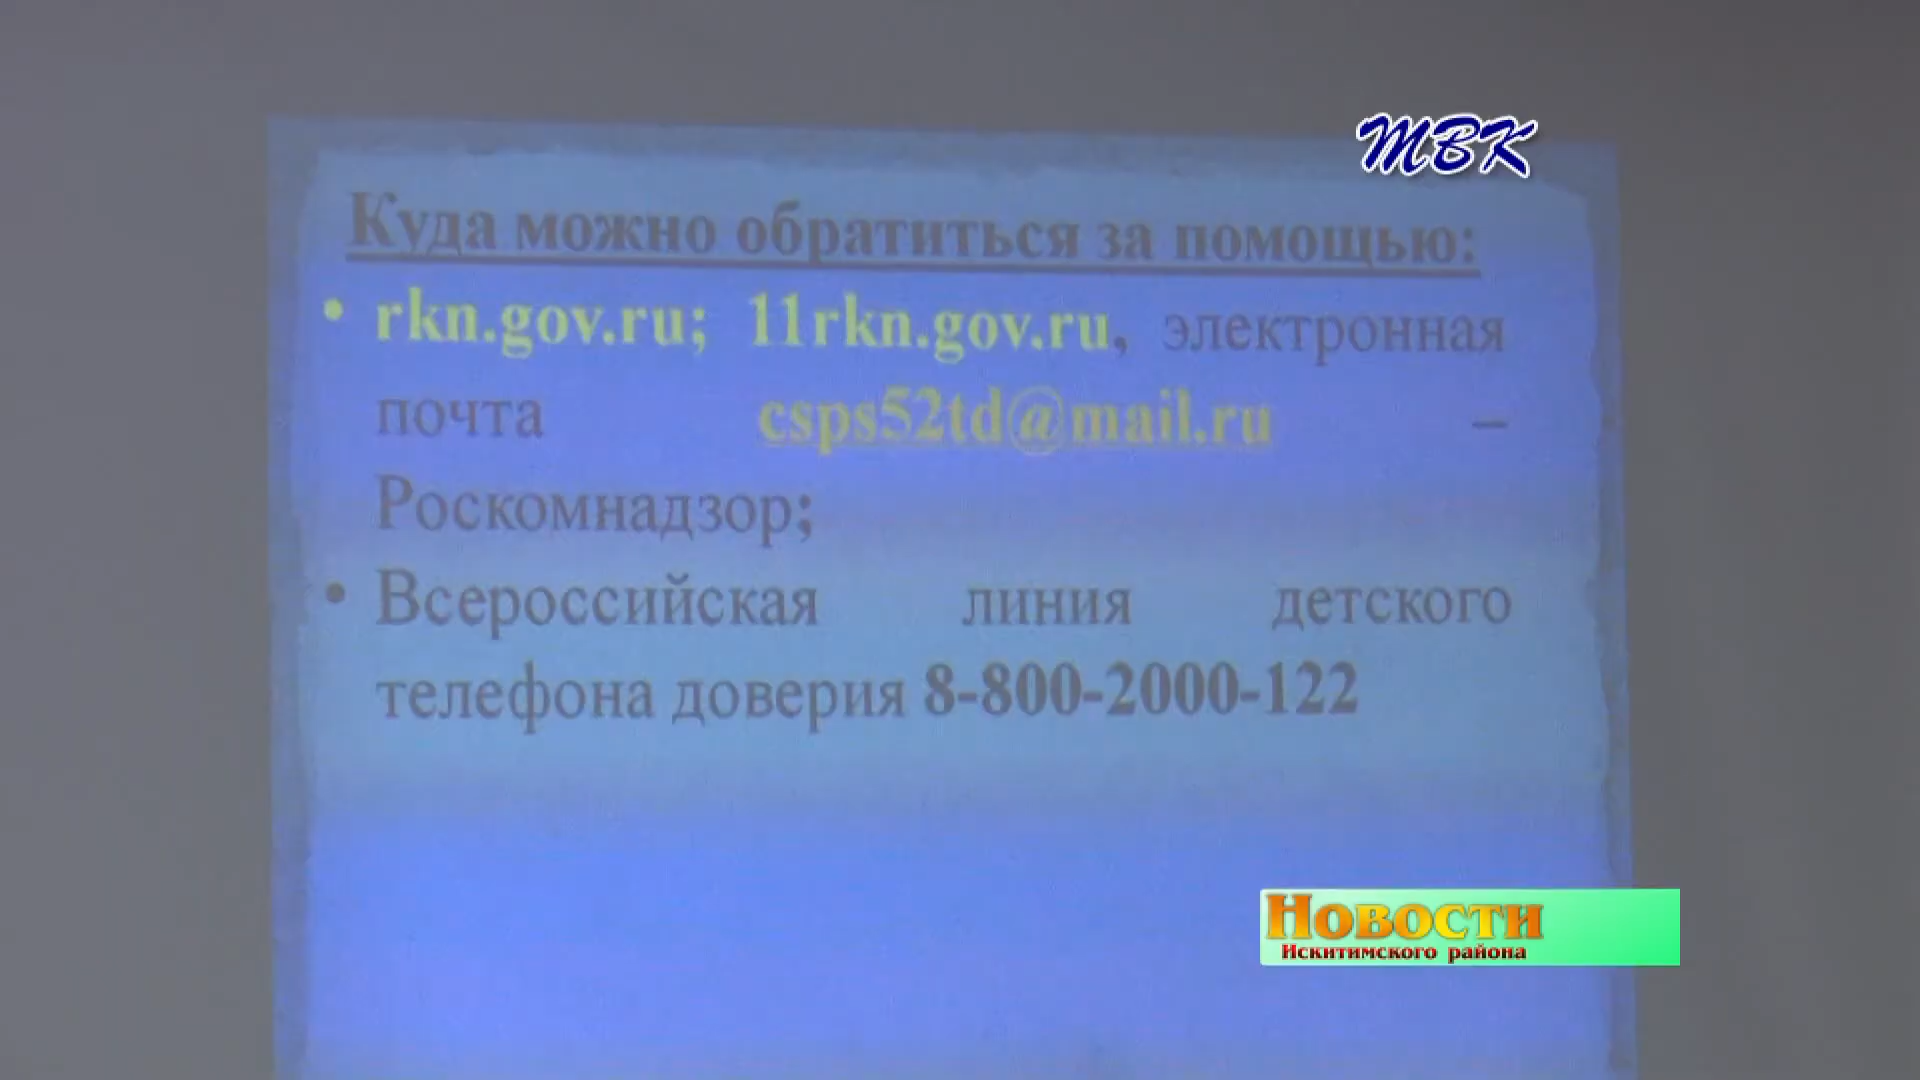 ТВК
Куда можно обратиться за помощью:
• rkn.gov.ru; 11rkn.gov.ru, электронная
почта csps52td@mail.ru –
Роскомнадзор;
• Всероссийская линия детского
телефона доверия 8-800-2000-122
Новости
Искитимского района